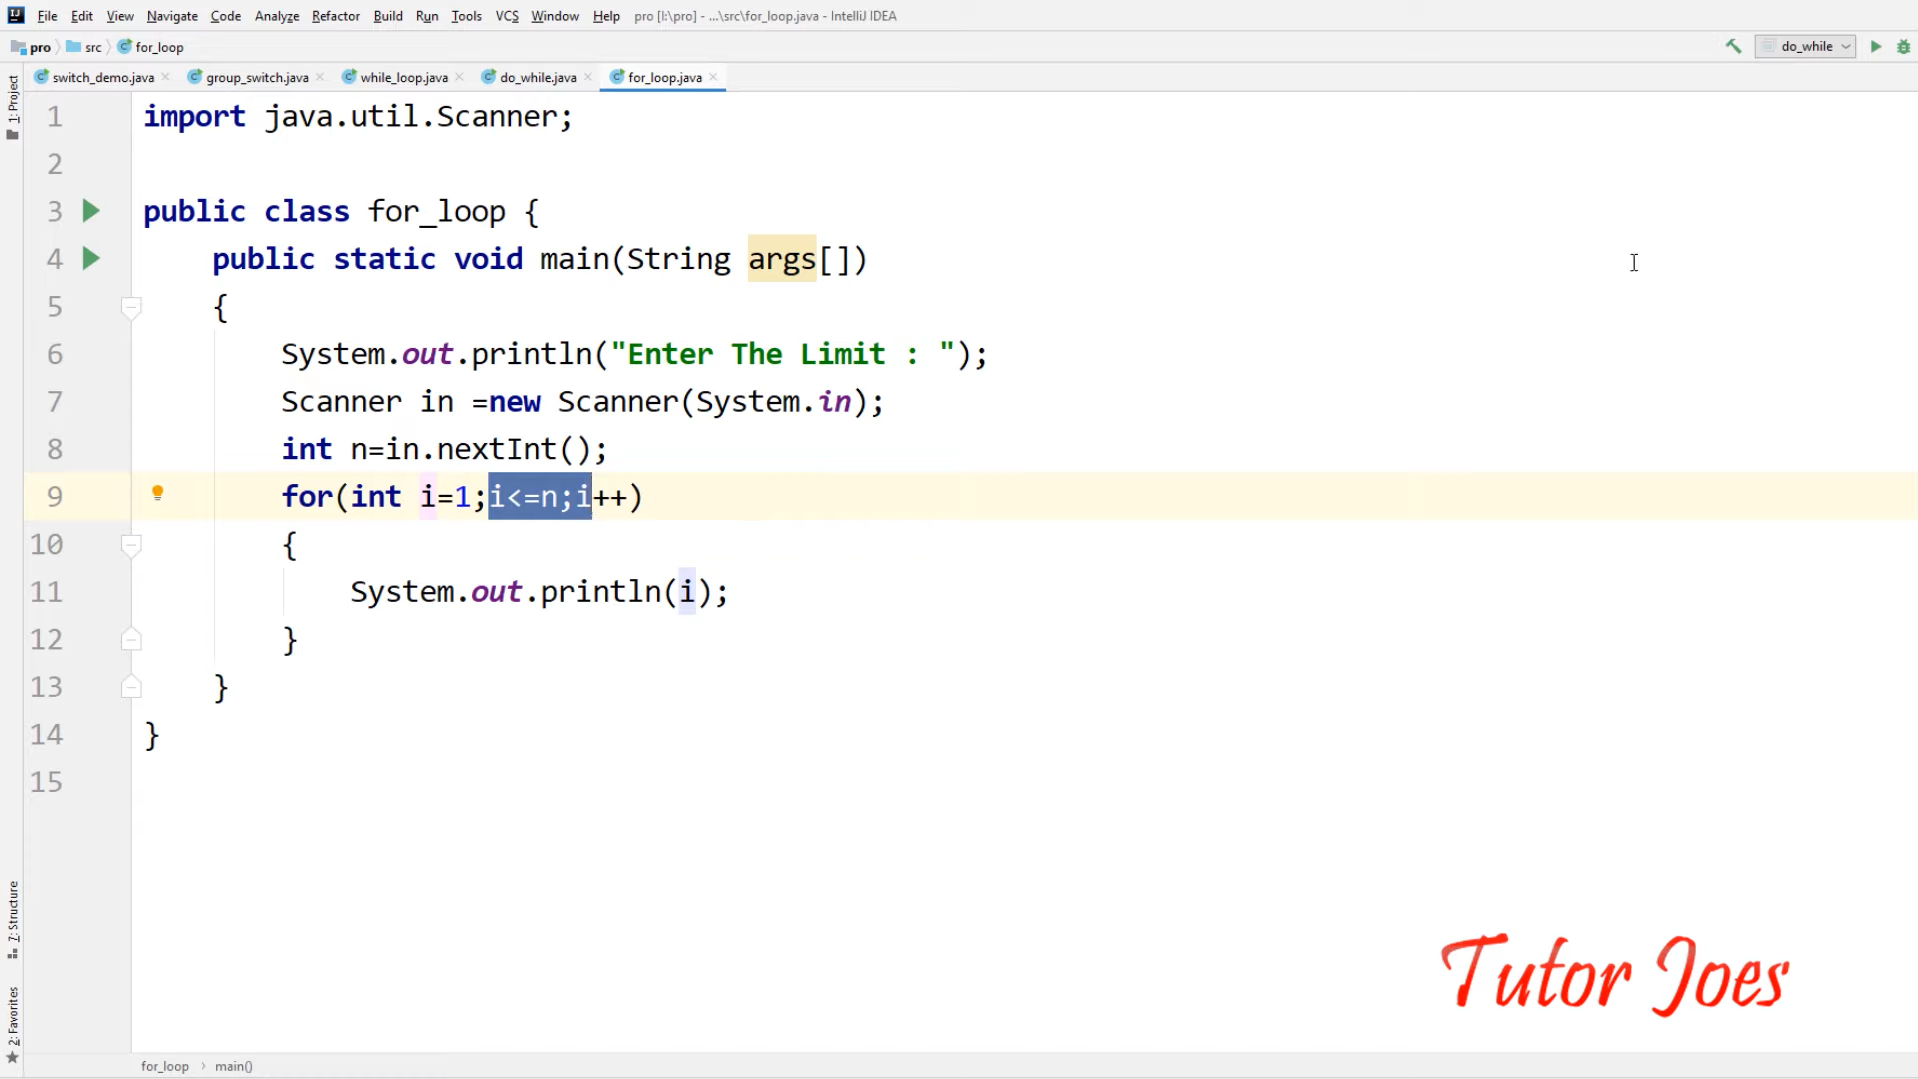 File Edit View Navigate Code Analyze Refactor Build Run Tools VCS Window Help pro [I:\pro] - ...\src\for_loop.java - IntelliJ IDEA
pro src for_loop do_while
switch_demo.java group_switch.java while_loop.java do_while.java for_loop.java
1: Project
1 import java.util.Scanner;
2
3 public class for_loop {
4 public static void main(String args[])
5 {
6 System.out.println("Enter The Limit : ");
7 Scanner in =new Scanner(System.in);
8 int n=in.nextInt();
9 for(int i=1;i<=n;i++)
10 {
11 System.out.println(i);
12 }
13 }
14 }
15
7: Structure
2: Favorites
Tutor Joes
for_loop main()